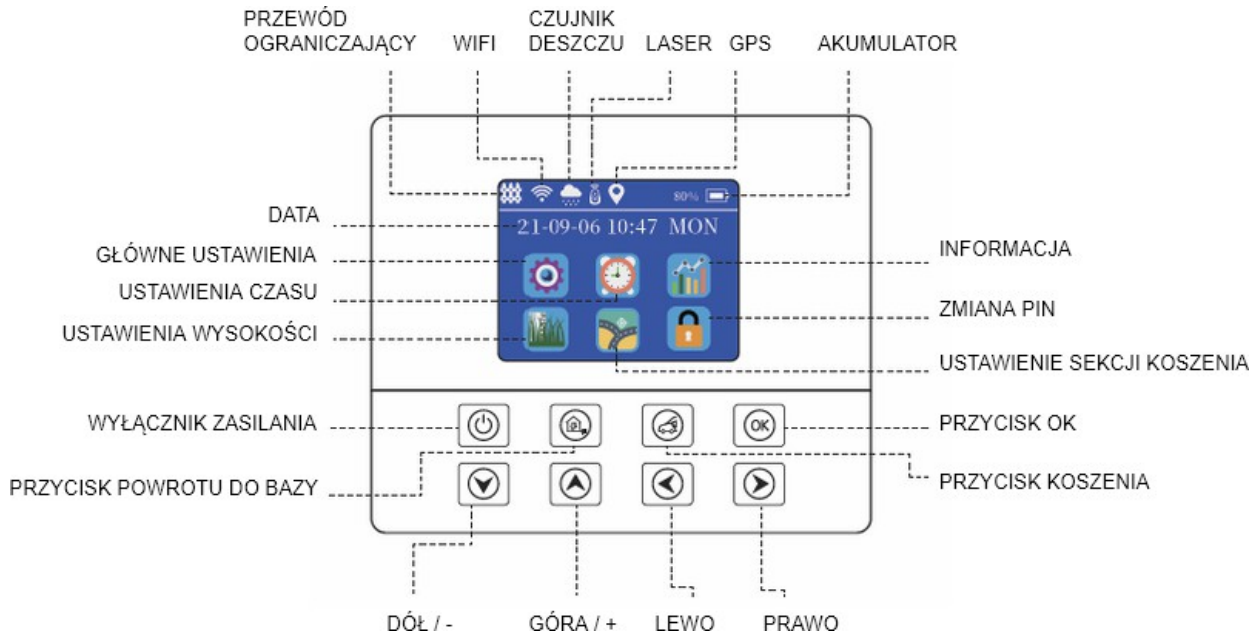 PRZEWÓD
OGRANICZAJĄCY
WIFI
CZUJNIK
DESZCZU
LASER
GPS
AKUMULATOR
80%
DATA
21-09-06 10:47 MON
GŁÓWNE USTAWIENIA
INFORMACJA
USTAWIENIA CZASU
ZMIANA PIN
USTAWIENIA WYSOKOŚCI
USTAWIENIE SEKCJI KOSZENIA
WYŁĄCZNIK ZASILANIA
OK
PRZYCISK OK
PRZYCISK POWROTU DO BAZY
PRZYCISK KOSZENIA
DÓŁ / -
GÓRA / +
LEWO
PRAWO